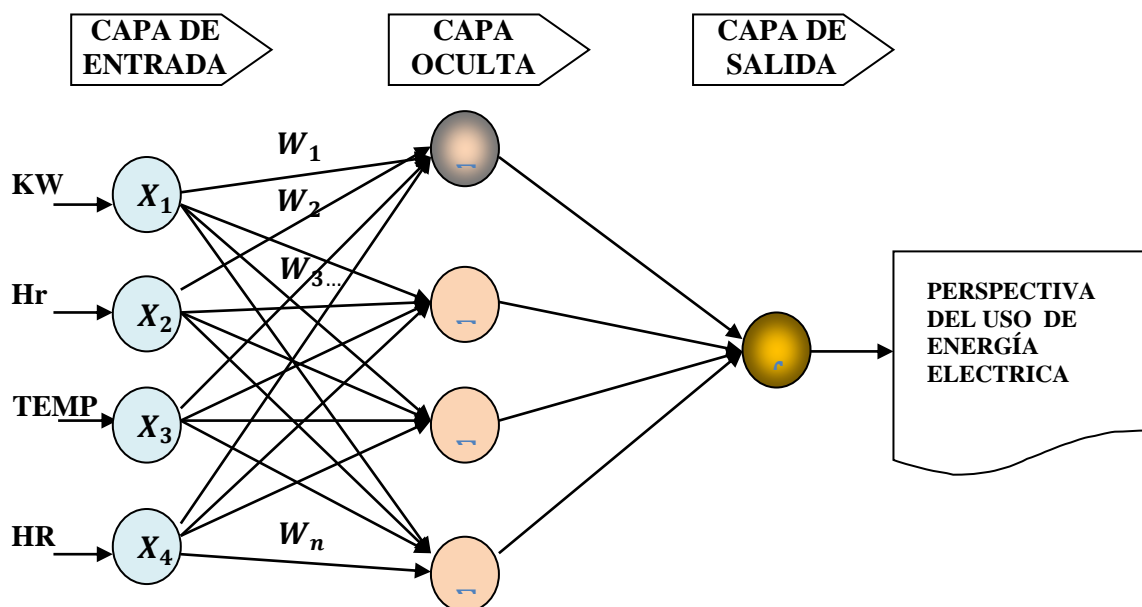 CAPA DE
ENTRADA
CAPA
OCULTA
CAPA DE
SALIDA
KW
Hr
TEMP
HR
X₁
X₂
X₃
X₄
W₁
W₂
W₃...
Wₙ
PERSPECTIVA
DEL USO DE
ENERGÍA
ELECTRICA